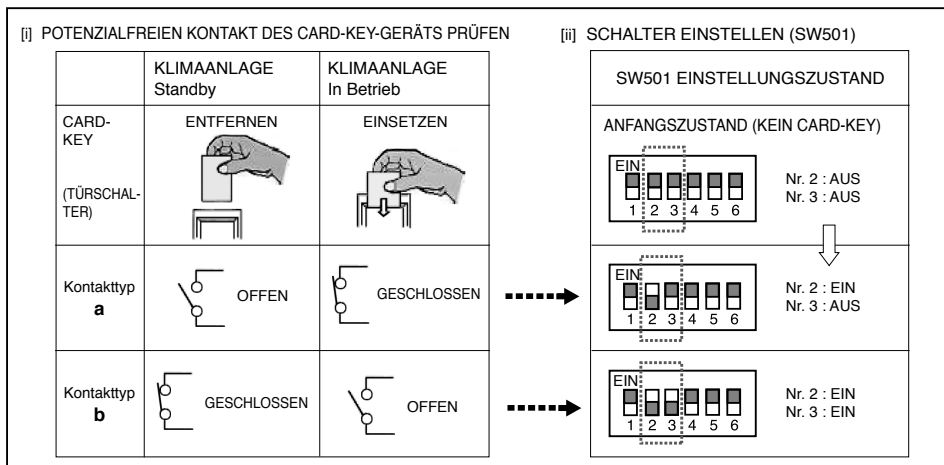 [i] POTENZIALFREIEN KONTAKT DES CARD-KEY-GERÄTS PRÜFEN
[ii] SCHALTER EINSTELLEN (SW501)
KLIMAANLAGE
Standby
KLIMAANLAGE
In Betrieb
SW501 EINSTELLUNGSZUSTAND
CARD-
KEY
(TÜRSCHAL-
TER)
ENTFERNEN
EINSETZEN
ANFANGSZUSTAND (KEIN CARD-KEY)
EIN
1 2 3 4 5 6
Nr. 2 : AUS
Nr. 3 : AUS
Kontakttyp
a
OFFEN
GESCHLOSSEN
EIN
1 2 3 4 5 6
Nr. 2 : EIN
Nr. 3 : AUS
Kontakttyp
b
GESCHLOSSEN
OFFEN
EIN
1 2 3 4 5 6
Nr. 2 : EIN
Nr. 3 : EIN